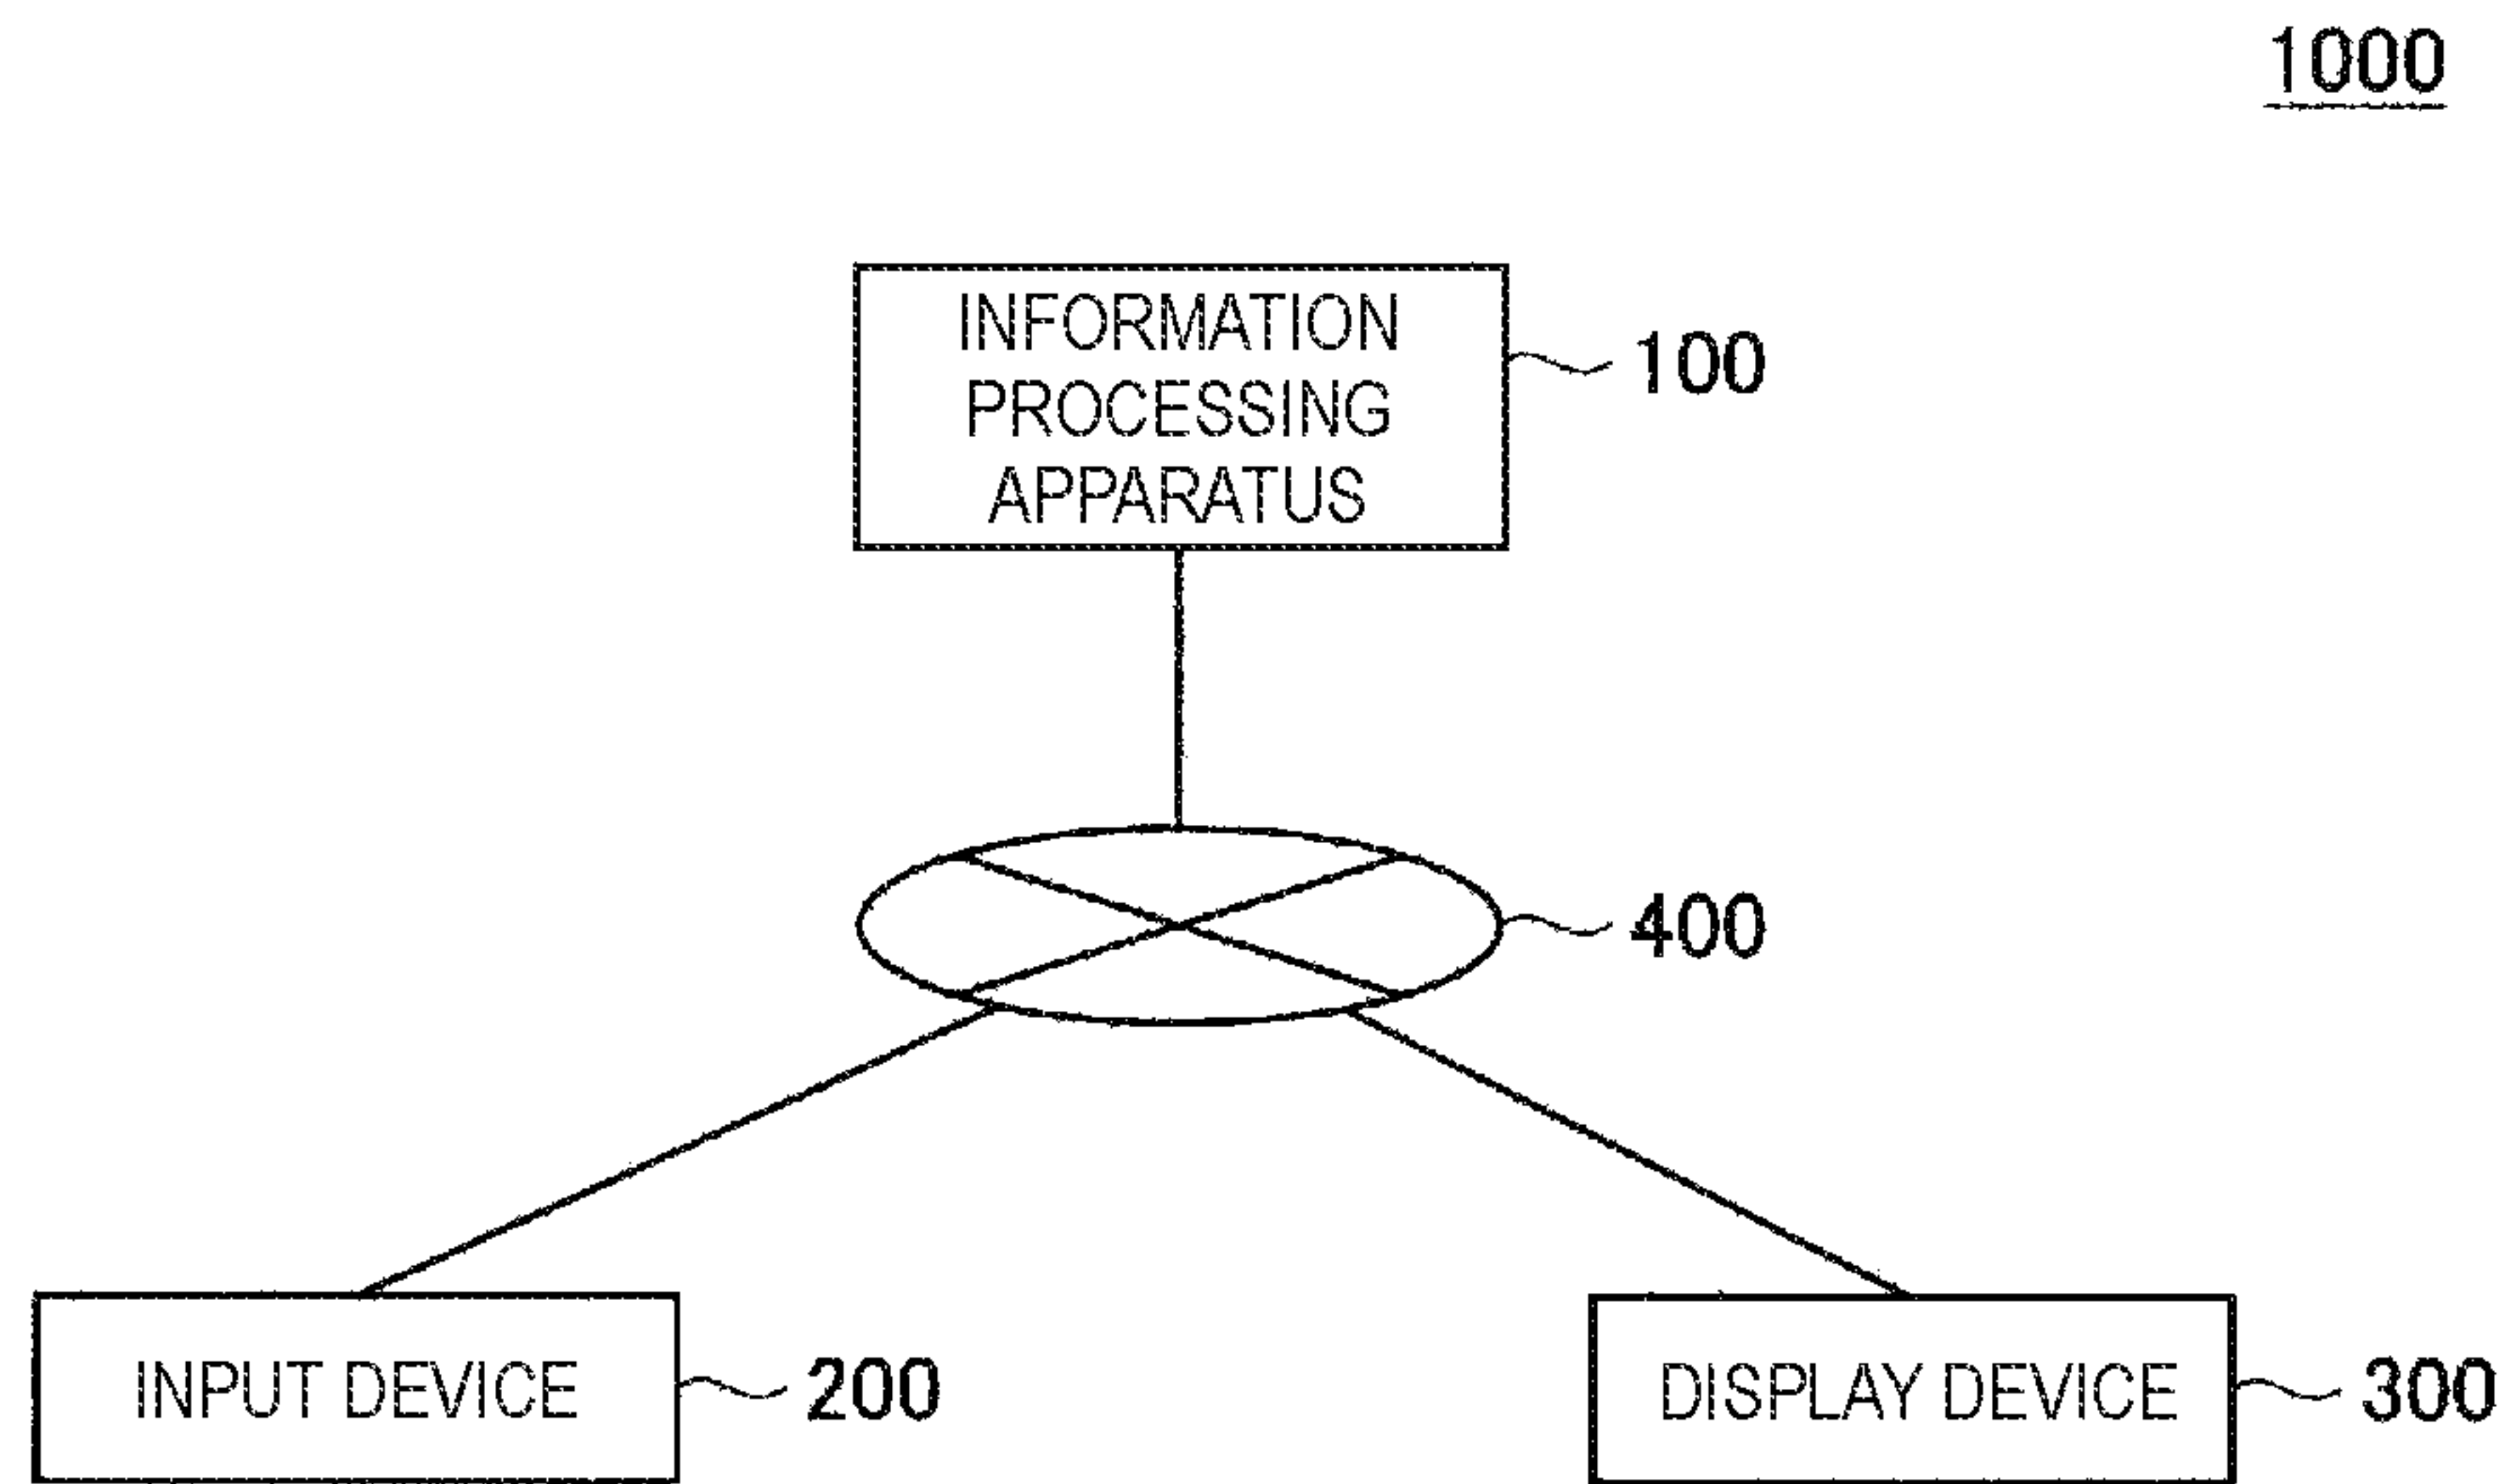 1000
INFORMATION
PROCESSING
APPARATUS
100
400
INPUT DEVICE
200
DISPLAY DEVICE
300